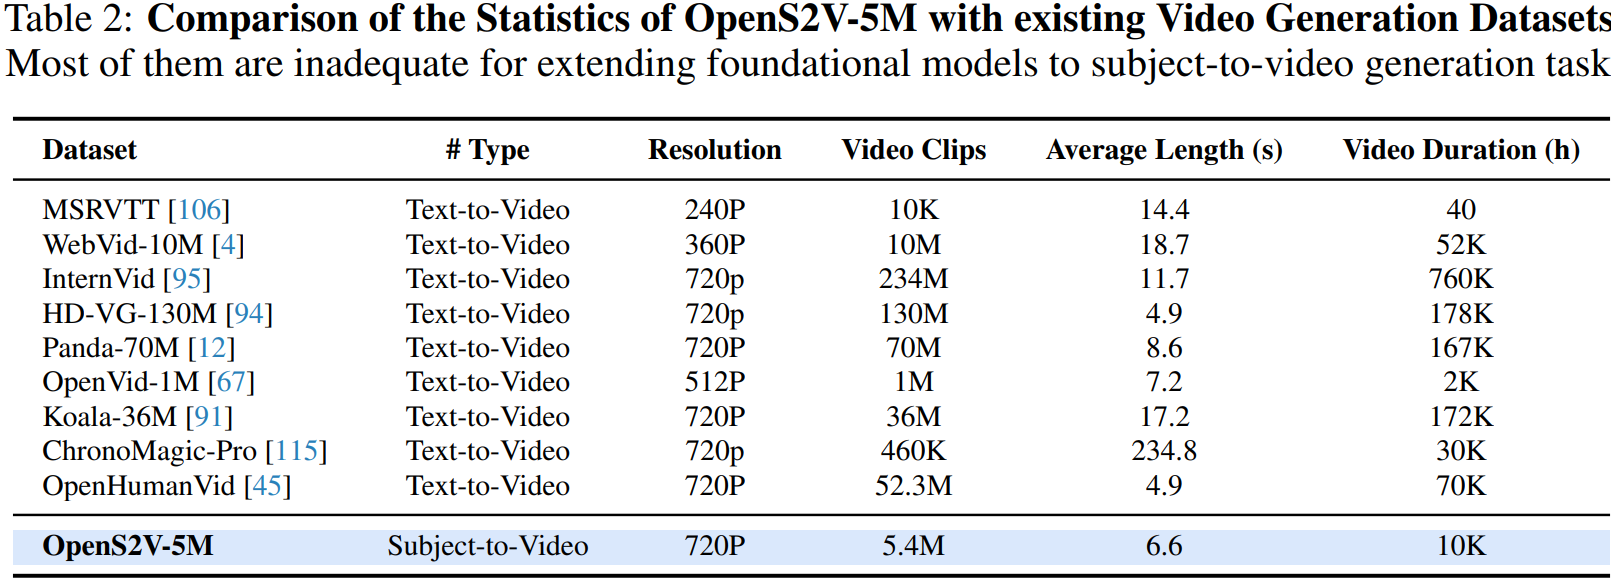 Table 2: Comparison of the Statistics of OpenS2V-5M with existing Video Generation Datasets
Most of them are inadequate for extending foundational models to subject-to-video generation task
Dataset # Type Resolution Video Clips Average Length (s) Video Duration (h)
MSRVTT [106] Text-to-Video 240P 10K 14.4 40
WebVid-10M [4] Text-to-Video 360P 10M 18.7 52K
InternVid [95] Text-to-Video 720p 234M 11.7 760K
HD-VG-130M [94] Text-to-Video 720p 130M 4.9 178K
Panda-70M [12] Text-to-Video 720P 70M 8.6 167K
OpenVid-1M [67] Text-to-Video 512P 1M 7.2 2K
Koala-36M [91] Text-to-Video 720P 36M 17.2 172K
ChronoMagic-Pro [115] Text-to-Video 720p 460K 234.8 30K
OpenHumanVid [45] Text-to-Video 720P 52.3M 4.9 70K
OpenS2V-5M Subject-to-Video 720P 5.4M 6.6 10K